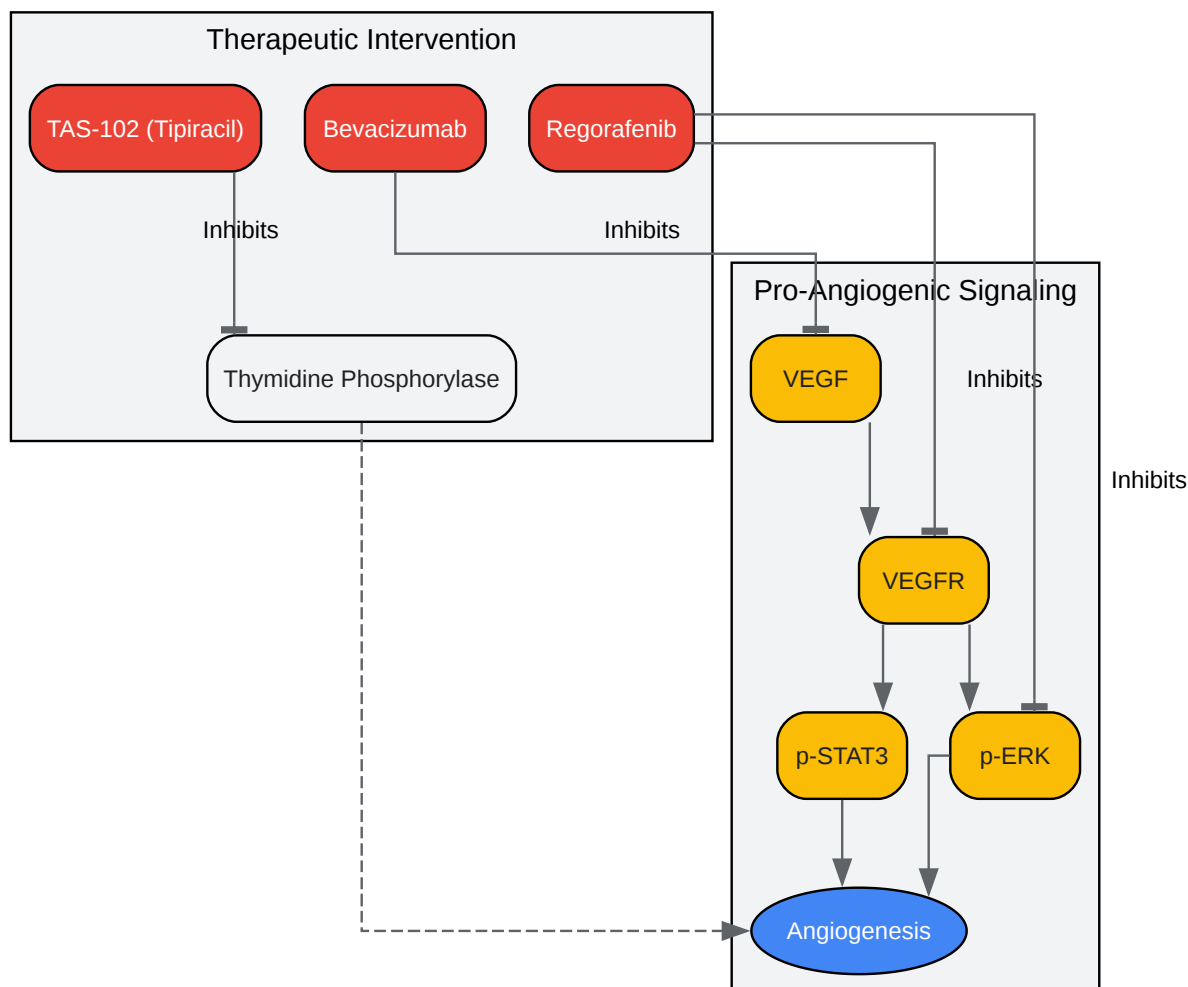 Therapeutic Intervention
TAS-102 (Tipiracil)
Bevacizumab
Regorafenib
Inhibits
Inhibits
Pro-Angiogenic Signaling
Thymidine Phosphorylase
VEGF
Inhibits
Inhibits
VEGFR
p-STAT3
p-ERK
Angiogenesis